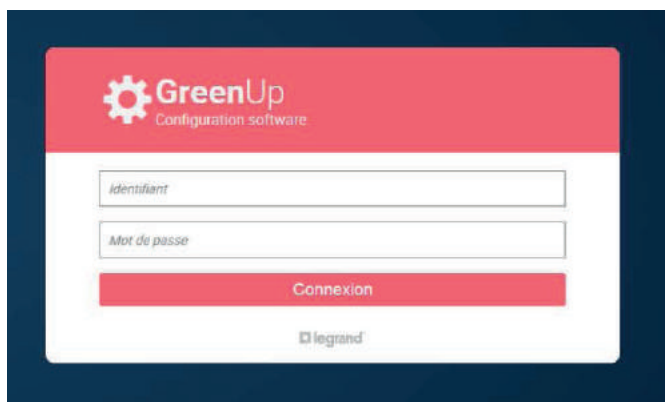 GreenUp
Configuration software
Identifiant
Mot de passe
Connexion
legrand